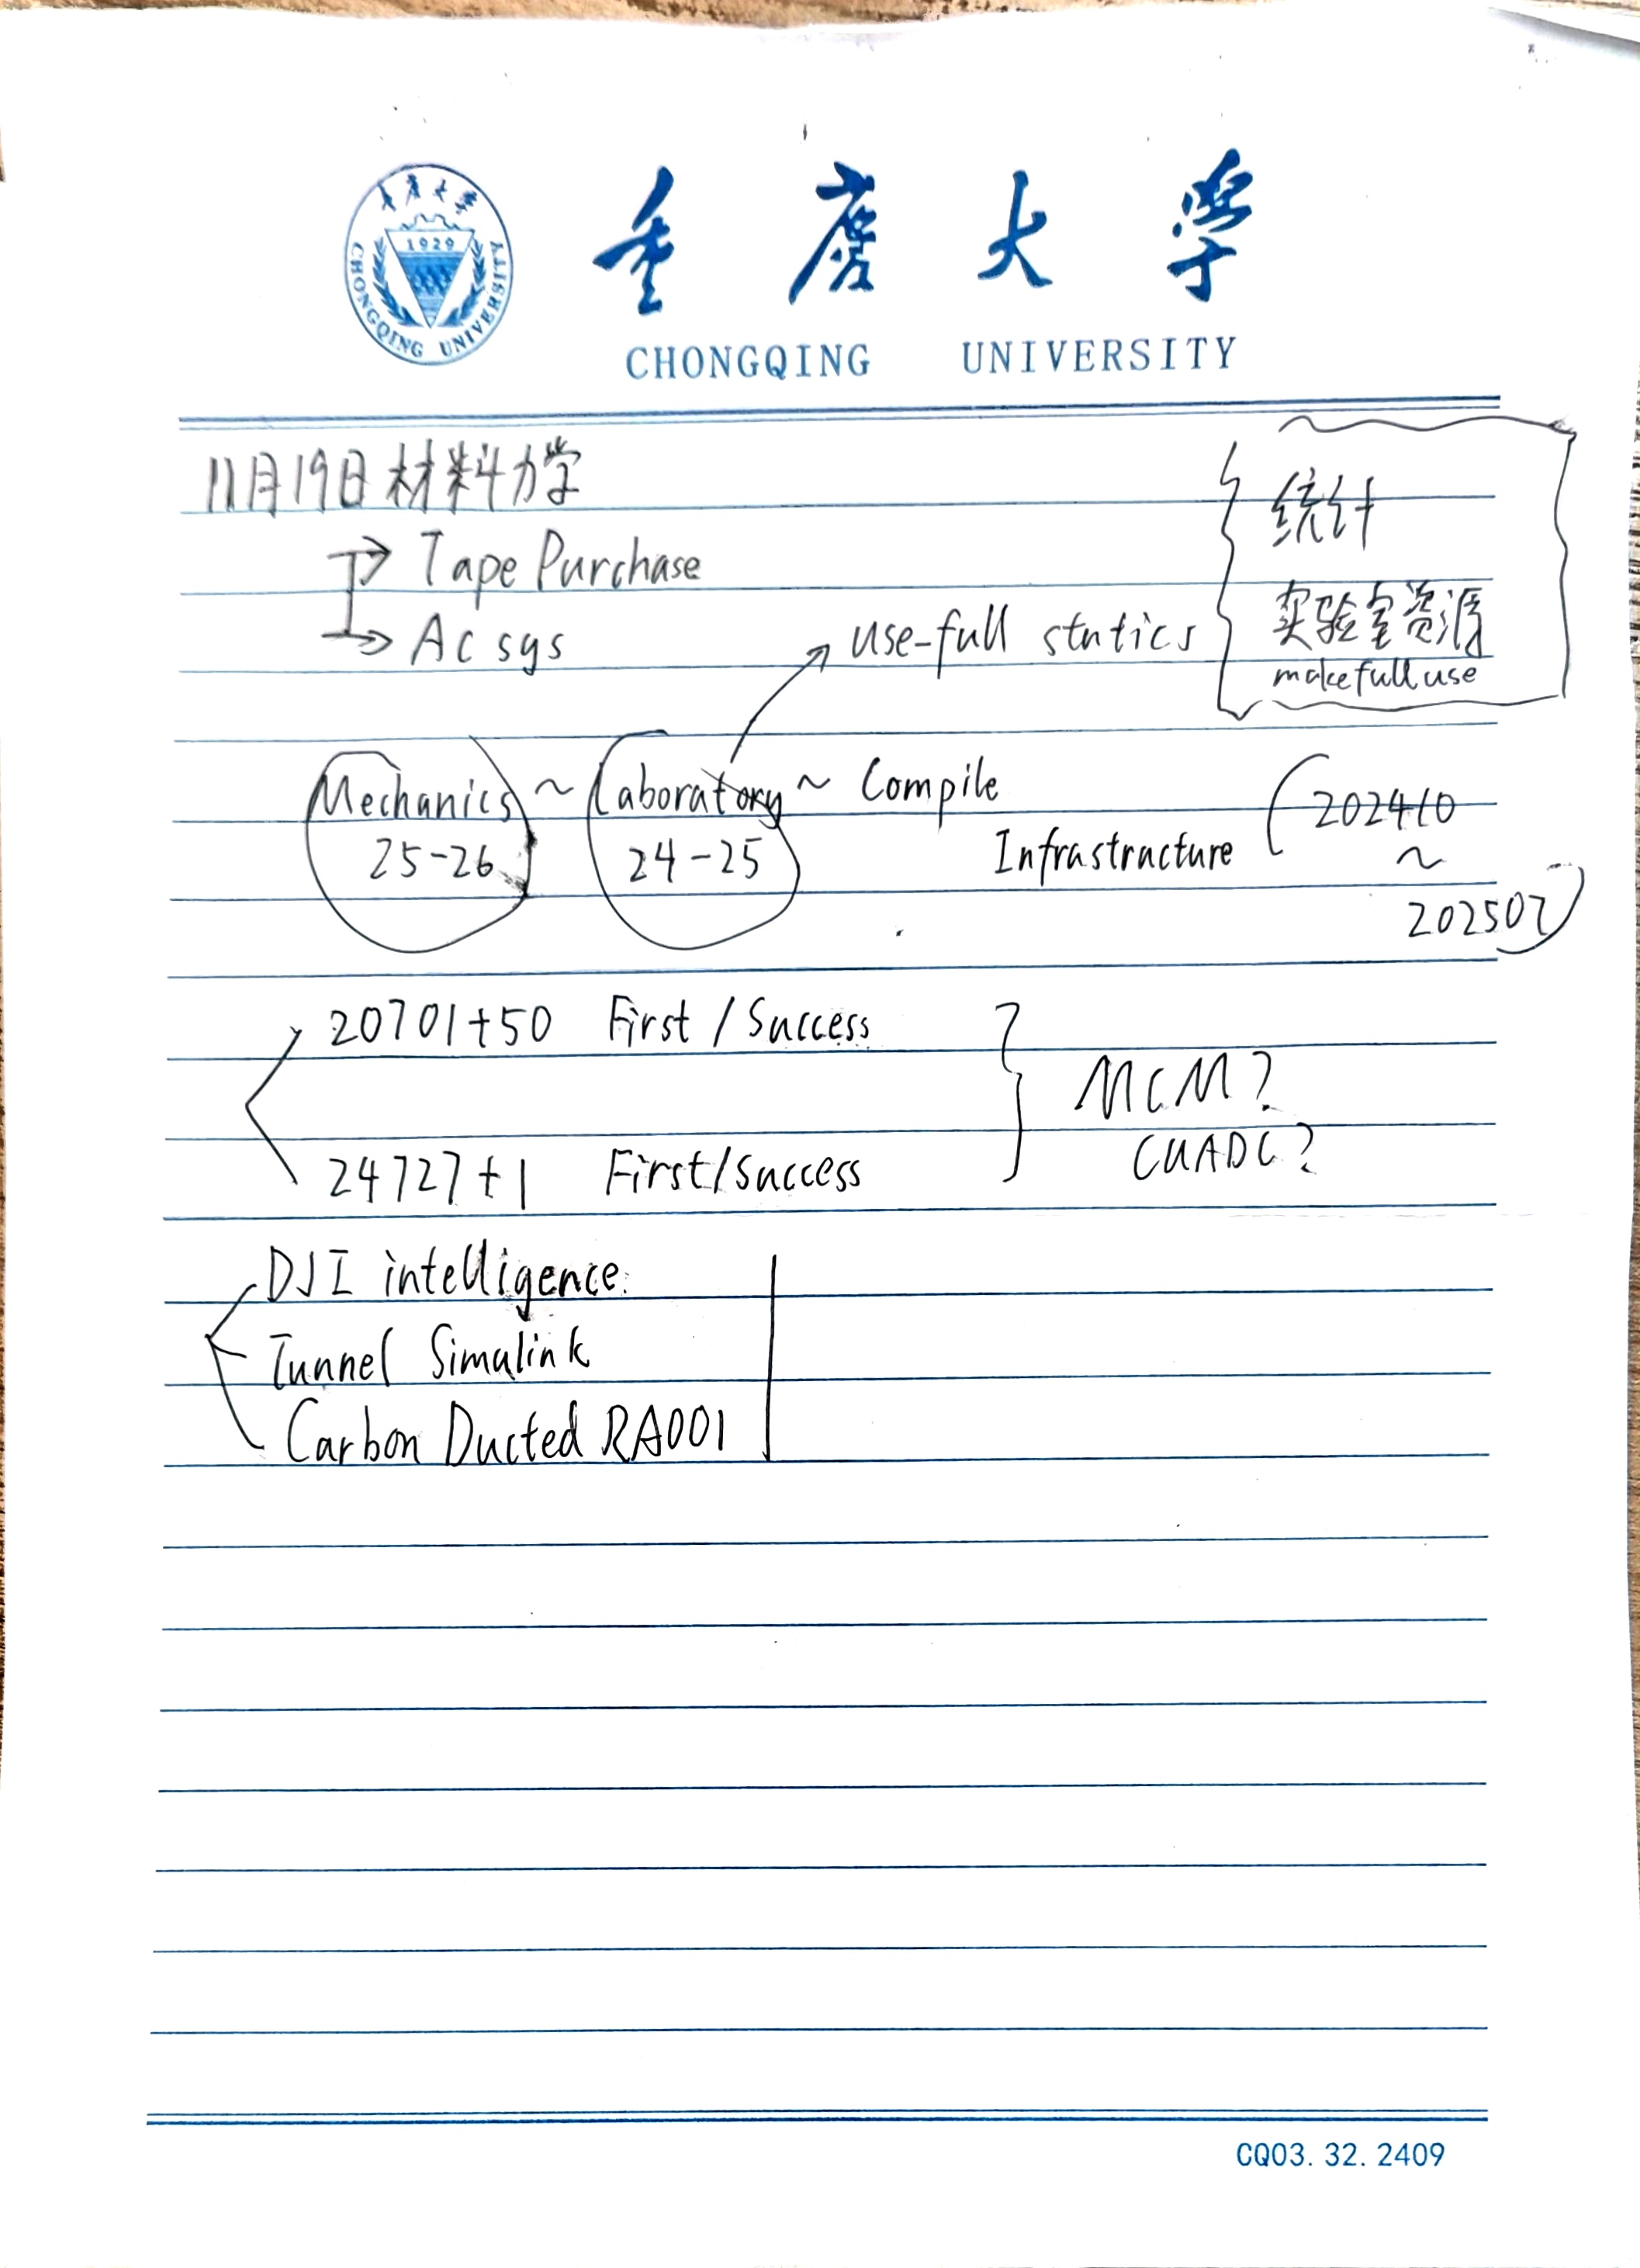 重庆大学
1929
CHONGQING UNIVERSITY
重庆大学
CHONGQING UNIVERSITY
11月19日 材料力学
→ Tape Purchase
→ Ac sys
use-full statics
统计
实验室资源
make full use
Mechanics ~ Laboratory ~ Compile
25-26
24-25
Infrastructure
(202410
~
202507)
20701+50 First / Success
24727+1 First/Success
MCM?
CUADC?
DJI intelligence
Tunnel Simulink
Carbon Ducted RA001
CQ03.32.2409